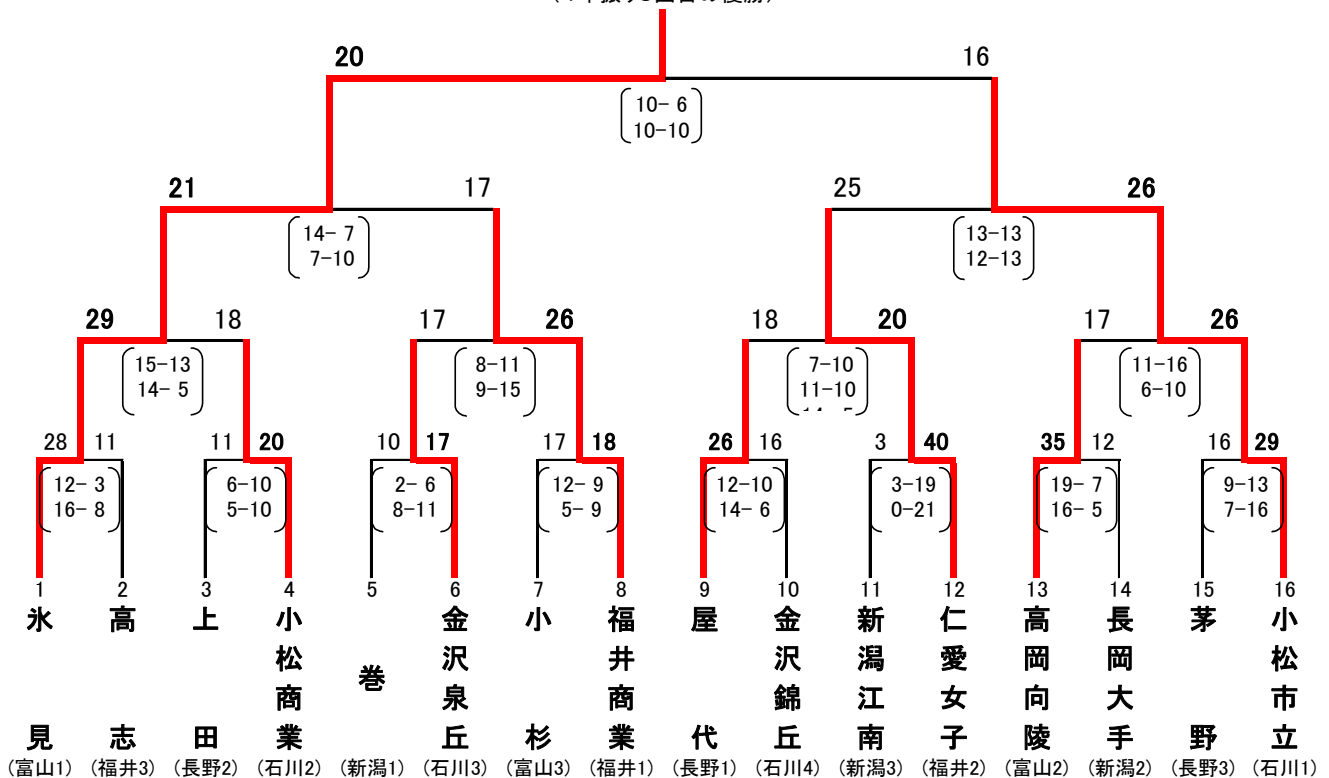 20 16
10- 6
10-10
21 17 25 26
14- 7
7-10
13-13
12-13
29 18 17 26 18 20 17 26
15-13
14- 5
8-11
9-15
7-10
11-10
11-16
6-10
28 11 11 20 10 17 17 18 26 16 3 40 35 12 16 29
12- 3
16- 8
6-10
5-10
2- 6
8-11
12- 9
5- 9
12-10
14- 6
3-19
0-21
19- 7
16- 5
9-13
7-16
1 2 3 4 5 6 7 8 9 10 11 12 13 14 15 16
氷見
高志
上田
小松商業
巻
金沢泉丘
小杉
福井商業
屋代
金沢錦丘
新潟江南
仁愛女子
高岡向陵
長岡大手
茅野
小松市立
(富山1) (福井3) (長野2) (石川2) (新潟1) (石川3) (富山3) (福井1) (長野1) (石川4) (新潟3) (福井2) (富山2) (新潟2) (長野3) (石川1)